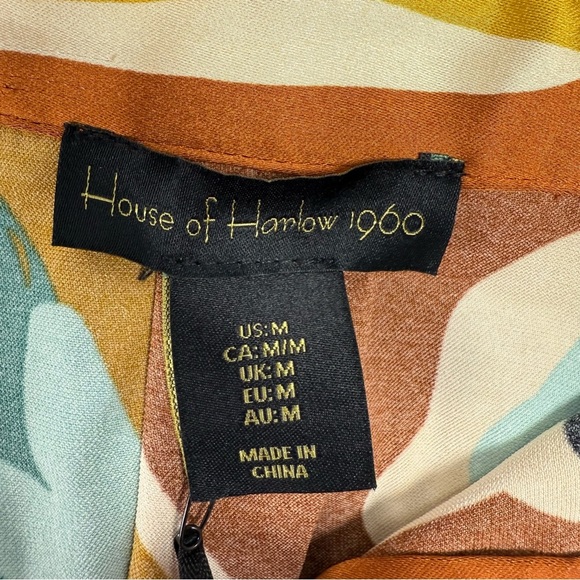 House of Harlow 1960
US: M
CA: M/M
UK: M
EU: M
AU: M
MADE IN
CHINA